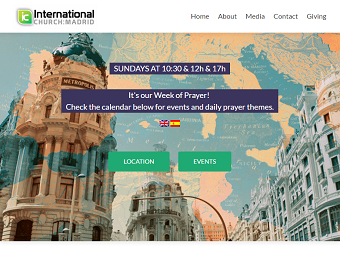 International
CHURCH:MADRID
Home About Media Contact Giving
SUNDAYS AT 10:30 & 12h & 17h
It's our Week of Prayer!
Check the calendar below for events and daily prayer themes.
METROPOLIS
LOCATION
EVENTS